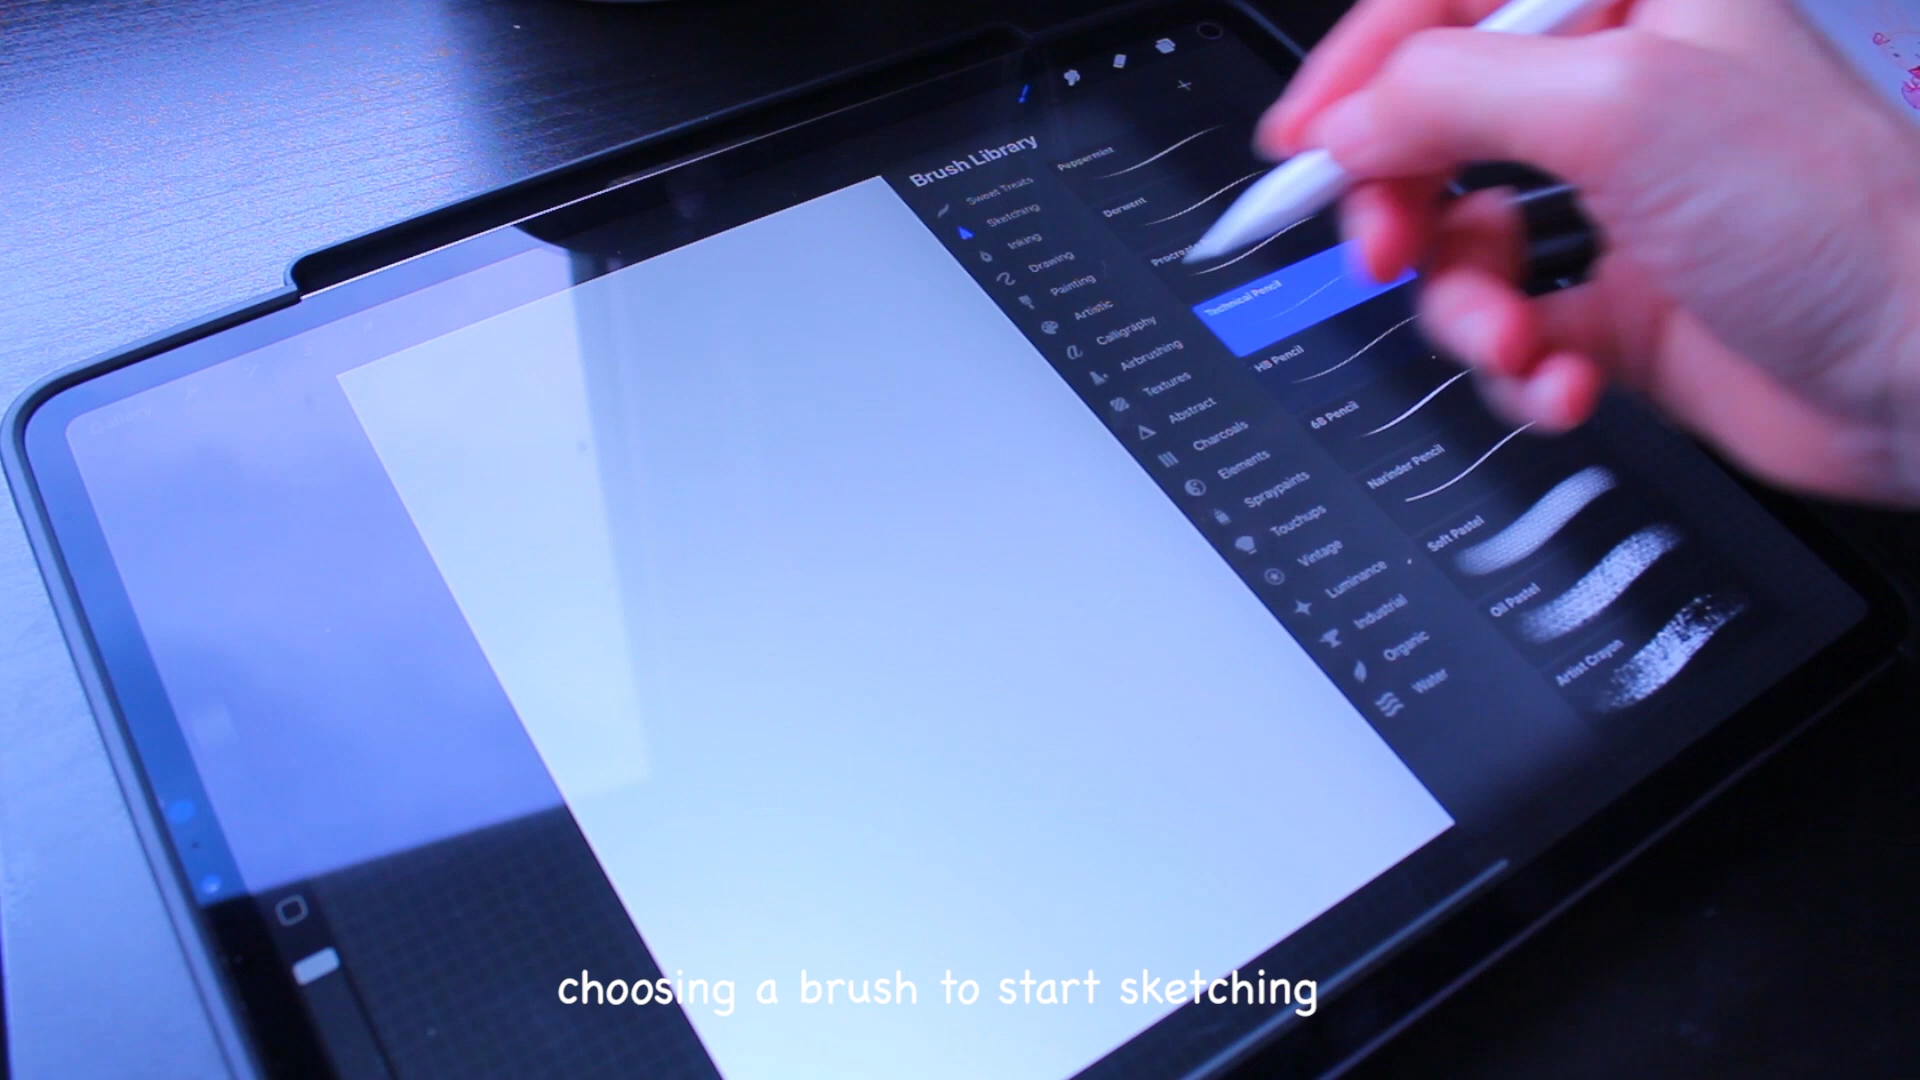 Brush Library
Sweet Treats
Sketching
Inking
Drawing
Painting
Artistic
Calligraphy
Airbrushing
Textures
Abstract
Charcoals
Elements
Spraypaints
Touchups
Vintage
Luminance
Industrial
Organic
Water
Peppermint
Derwent
Technical Pencil
HB Pencil
6B Pencil
Narinder Pencil
Soft Pastel
Oil Pastel
Artist Crayon
choosing a brush to start sketching